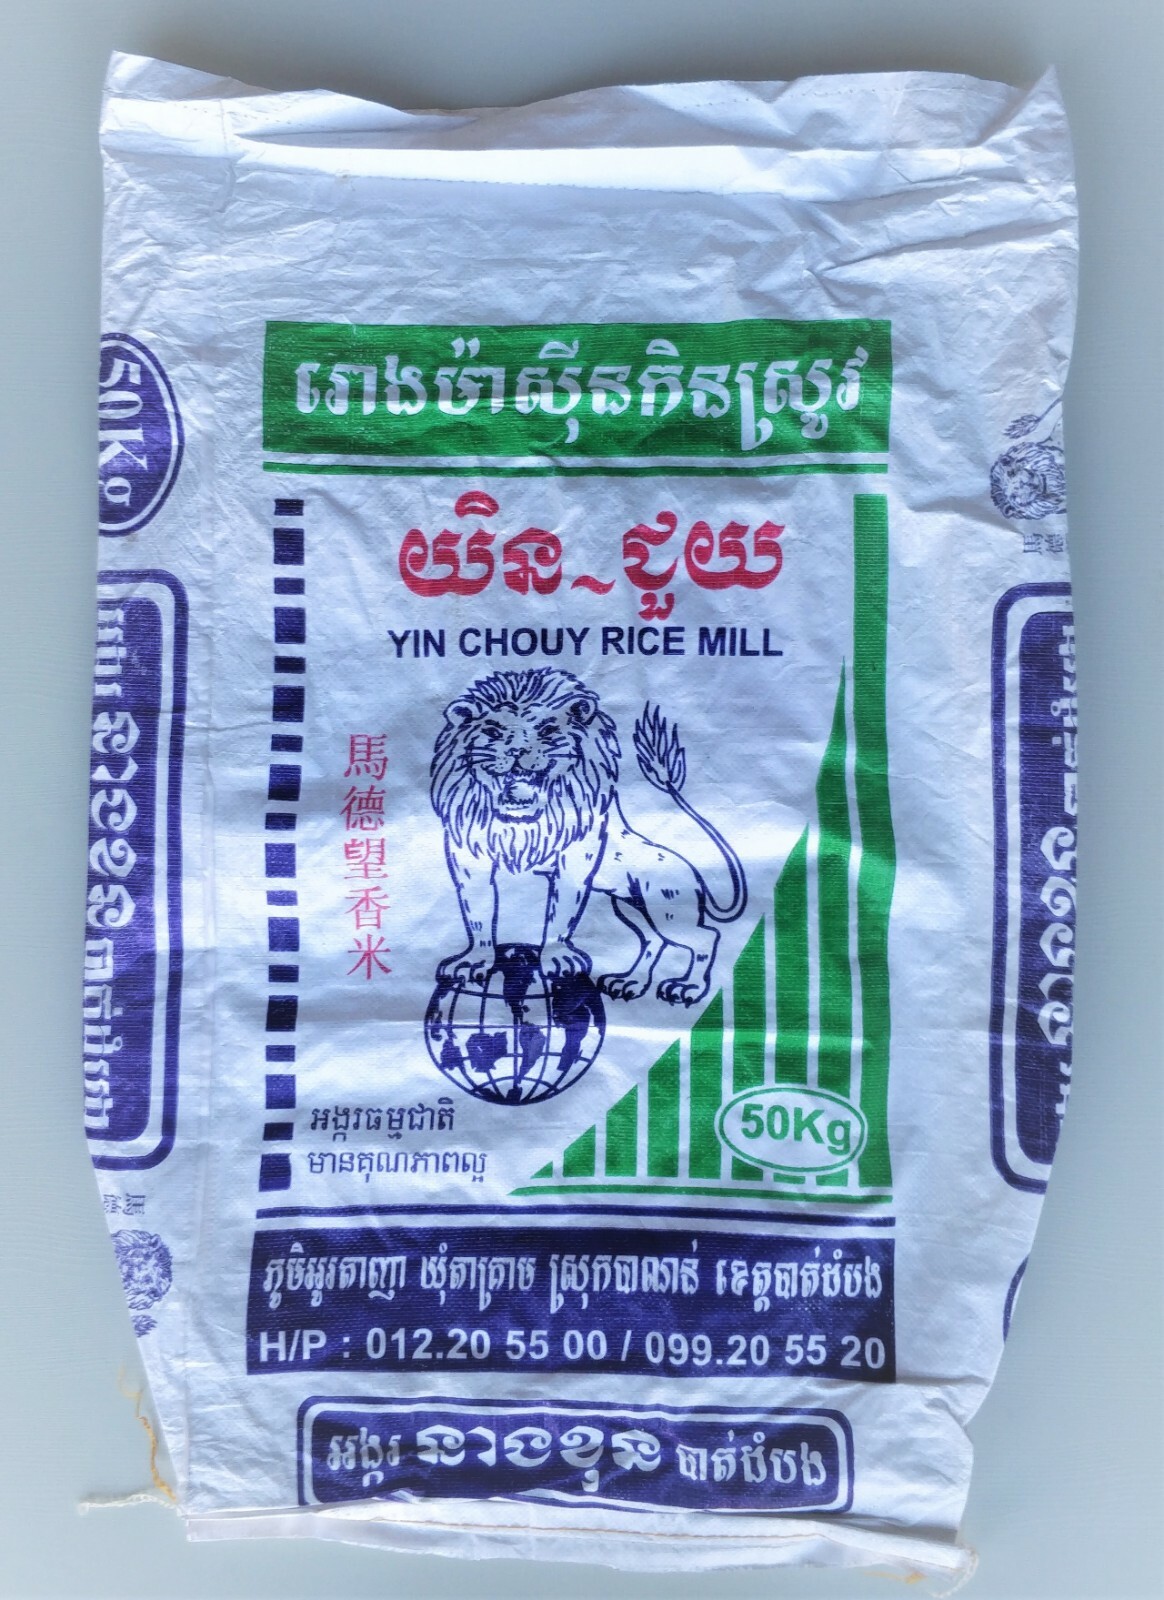 រោងម៉ាស៊ីនកិនស្រូវ
យិន~ជួយ
YIN CHOUY RICE MILL
馬德望香米
អង្ករធម្មជាតិ
មានគុណភាពល្អ
50Kg
ភូមិអូរតាញា ឃុំតាគ្រាម ស្រុកបាណន់ ខេត្តបាត់ដំបង
H/P : 012.20 55 00 / 099.20 55 20
អង្ករ នាងខុន បាត់ដំបង
50Kg